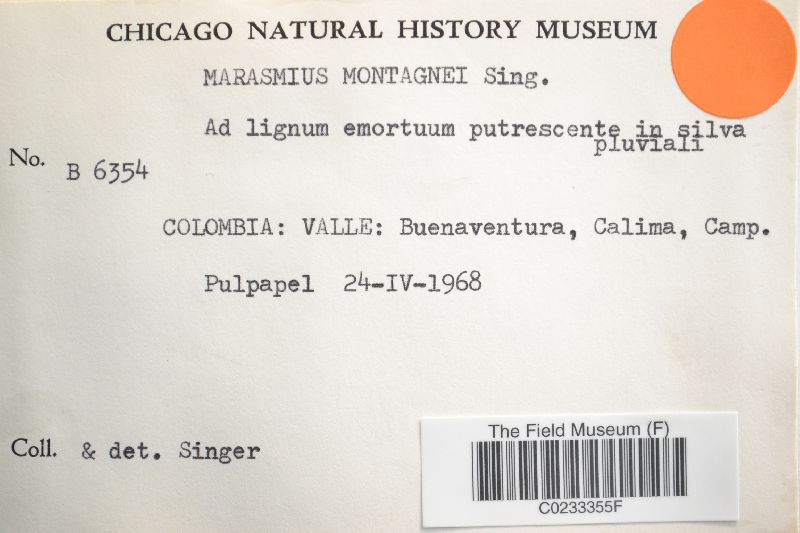 CHICAGO NATURAL HISTORY MUSEUM
MARASMIUS MONTAGNEI Sing.
Ad lignum emortuum putrescente in silva
pluviali
No. B 6354
COLOMBIA: VALLE: Buenaventura, Calima, Camp.
Pulpapel 24-IV-1968
Coll. & det. Singer
The Field Museum (F)
C0233355F